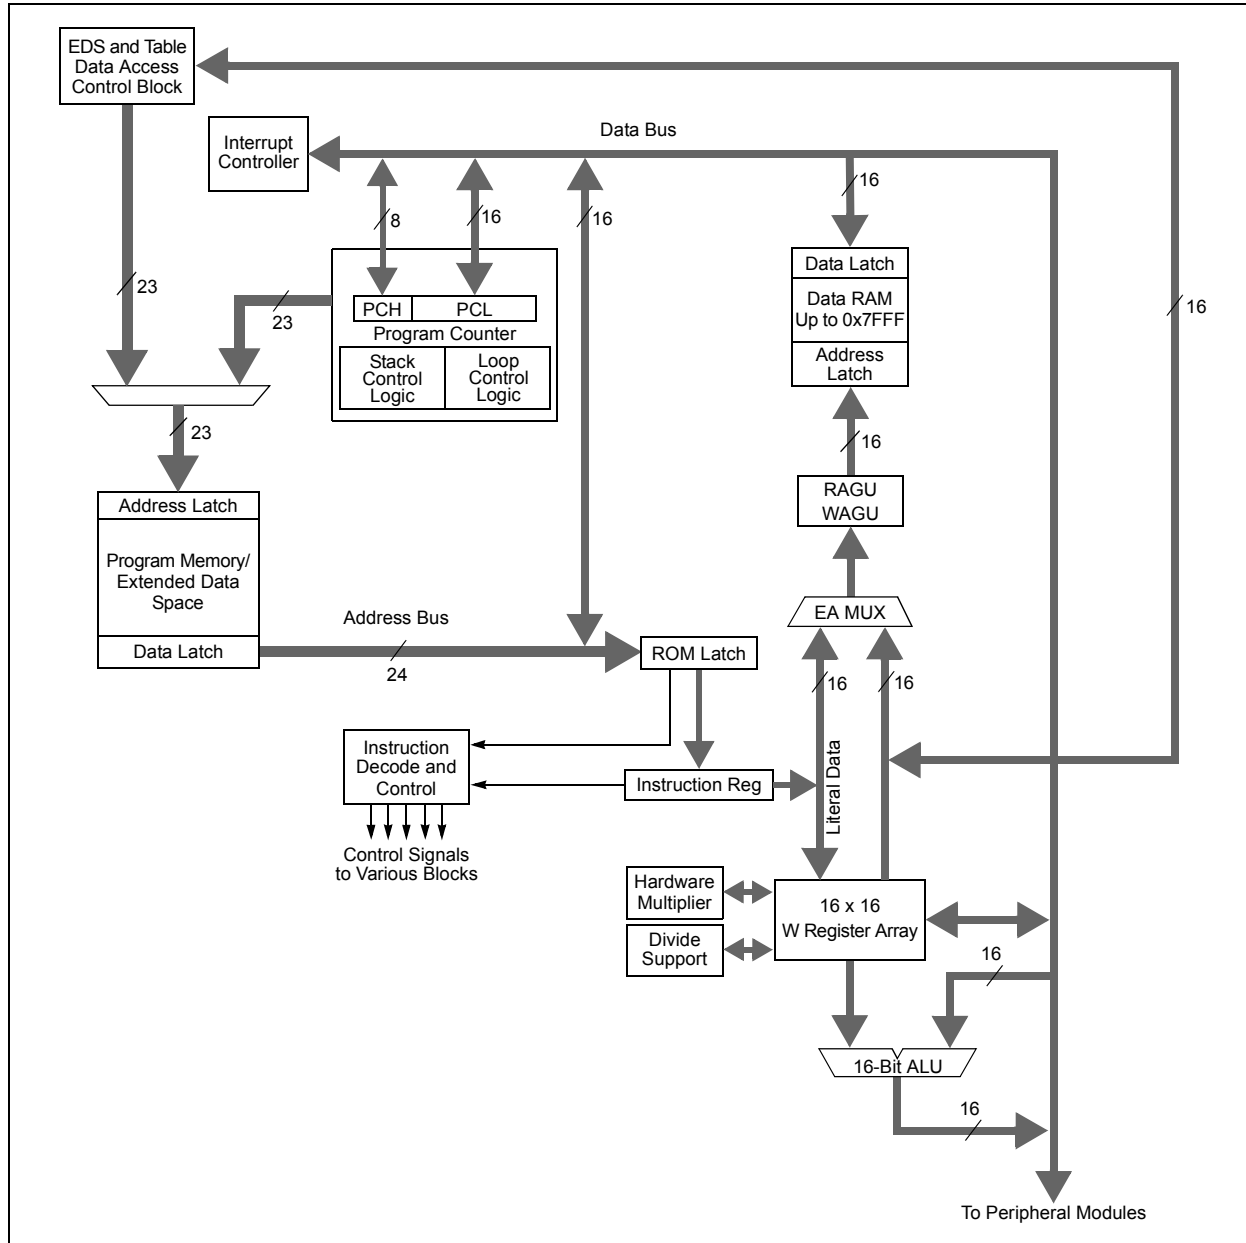 EDS and Table
Data Access
Control Block
Data Bus
Interrupt
Controller
16
8
16
16
16
23
23
Data Latch
Data RAM
Up to 0x7FFF
Address
Latch
PCH
PCL
Program Counter
Stack
Control
Logic
Loop
Control
Logic
23
16
RAGU
WAGU
Address Latch
Program Memory/
Extended Data
Space
Data Latch
EA MUX
Address Bus
24
ROM Latch
16
16
Instruction
Decode and
Control
Instruction Reg
Literal Data
Control Signals
to Various Blocks
Hardware
Multiplier
16 x 16
W Register Array
Divide
Support
16
16-Bit ALU
16
To Peripheral Modules